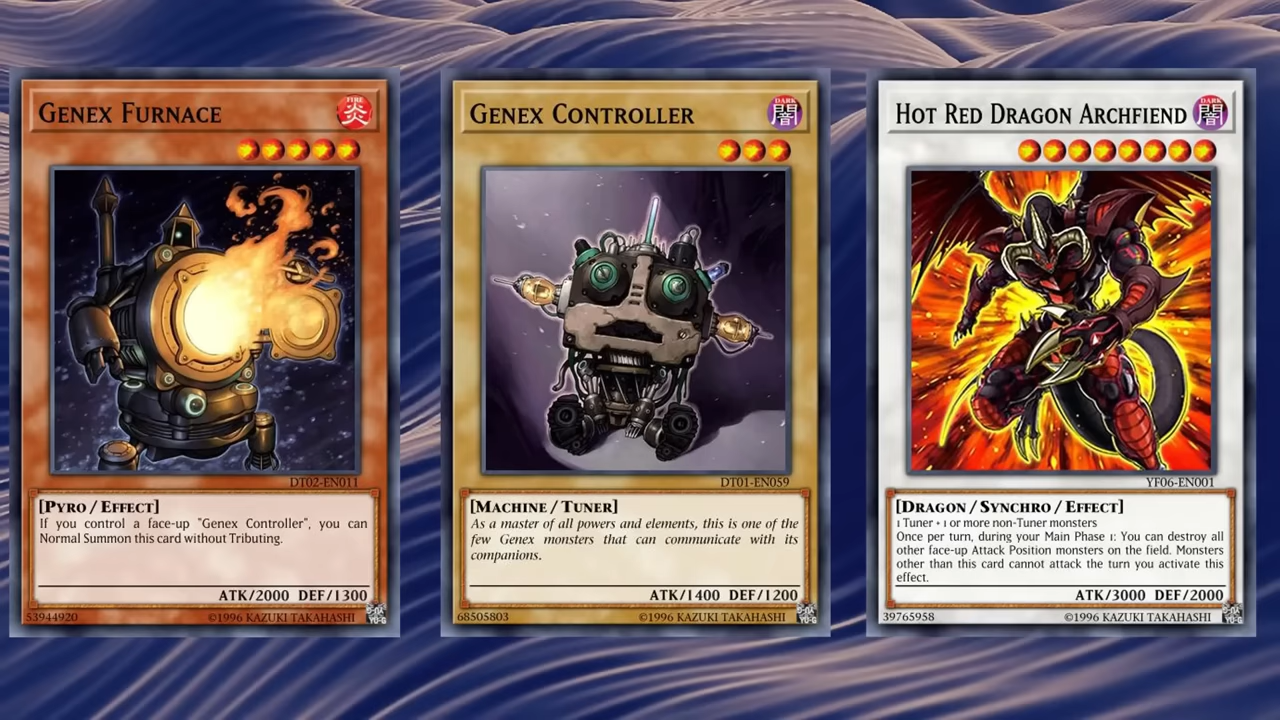 GENEX FURNACE
FIRE
炎
DT02-EN011
[PYRO / EFFECT]
If you control a face-up "Genex Controller", you can
Normal Summon this card without Tributing.
ATK/2000 DEF/1300
53944920
©1996 KAZUKI TAKAHASHI
GENEX CONTROLLER
DARK
闇
DT01-EN059
[MACHINE / TUNER]
As a master of all powers and elements, this is one of the
few Genex monsters that can communicate with its
companions.
ATK/1400 DEF/1200
68505803
©1996 KAZUKI TAKAHASHI
HOT RED DRAGON ARCHFIEND
DARK
闇
YF06-EN001
[DRAGON / SYNCHRO / EFFECT]
1 Tuner + 1 or more non-Tuner monsters
Once per turn, during your Main Phase 1: You can destroy all
other face-up Attack Position monsters on the field. Monsters
other than this card cannot attack the turn you activate this
effect.
ATK/3000 DEF/2000
39765958
©1996 KAZUKI TAKAHASHI